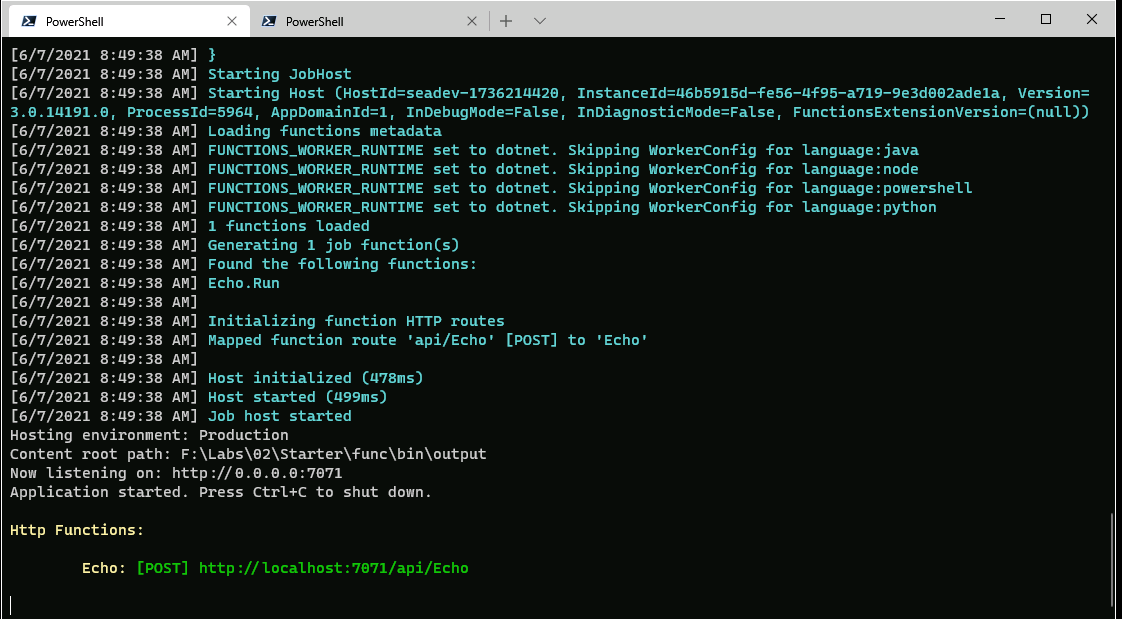 PowerShell
PowerShell
[6/7/2021 8:49:38 AM] }
[6/7/2021 8:49:38 AM] Starting JobHost
[6/7/2021 8:49:38 AM] Starting Host (HostId=seadev-1736214420, InstanceId=46b5915d-fe56-4f95-a719-9e3d002ade1a, Version=
3.0.14191.0, ProcessId=5964, AppDomainId=1, InDebugMode=False, InDiagnosticMode=False, FunctionsExtensionVersion=(null))
[6/7/2021 8:49:38 AM] Loading functions metadata
[6/7/2021 8:49:38 AM] FUNCTIONS_WORKER_RUNTIME set to dotnet. Skipping WorkerConfig for language:java
[6/7/2021 8:49:38 AM] FUNCTIONS_WORKER_RUNTIME set to dotnet. Skipping WorkerConfig for language:node
[6/7/2021 8:49:38 AM] FUNCTIONS_WORKER_RUNTIME set to dotnet. Skipping WorkerConfig for language:powershell
[6/7/2021 8:49:38 AM] FUNCTIONS_WORKER_RUNTIME set to dotnet. Skipping WorkerConfig for language:python
[6/7/2021 8:49:38 AM] 1 functions loaded
[6/7/2021 8:49:38 AM] Generating 1 job function(s)
[6/7/2021 8:49:38 AM] Found the following functions:
[6/7/2021 8:49:38 AM] Echo.Run
[6/7/2021 8:49:38 AM]
[6/7/2021 8:49:38 AM] Initializing function HTTP routes
[6/7/2021 8:49:38 AM] Mapped function route 'api/Echo' [POST] to 'Echo'
[6/7/2021 8:49:38 AM]
[6/7/2021 8:49:38 AM] Host initialized (478ms)
[6/7/2021 8:49:38 AM] Host started (499ms)
[6/7/2021 8:49:38 AM] Job host started
Hosting environment: Production
Content root path: F:\Labs\02\Starter\func\bin\output
Now listening on: http://0.0.0.0:7071
Application started. Press Ctrl+C to shut down.
Http Functions:
Echo: [POST] http://localhost:7071/api/Echo